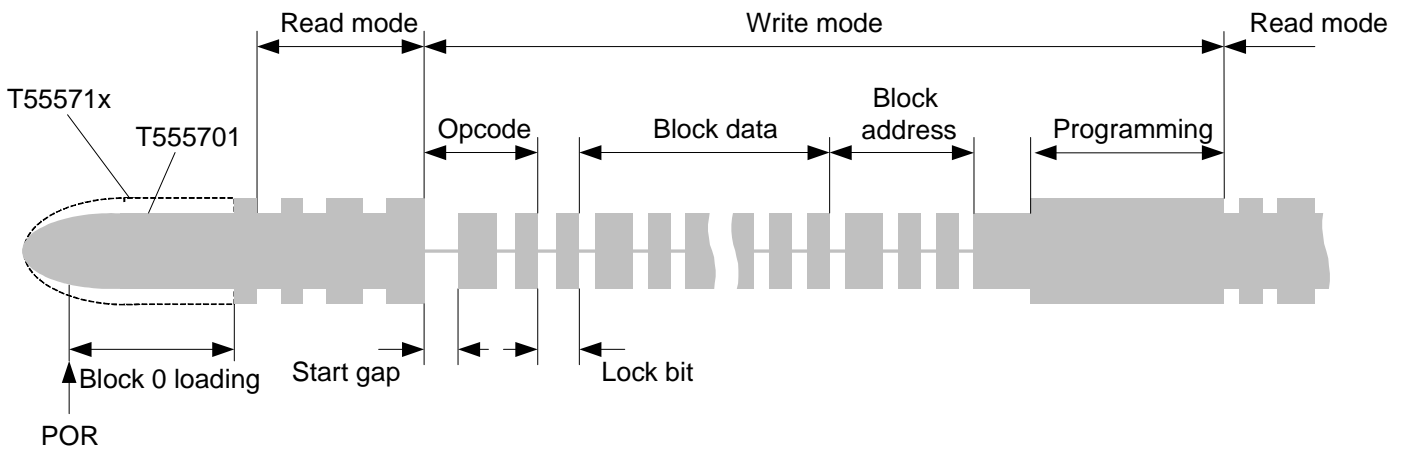 Read mode
Write mode
Read mode
T55571x
T555701
Opcode
Block data
Block
address
Programming
Block 0 loading
Start gap
Lock bit
POR